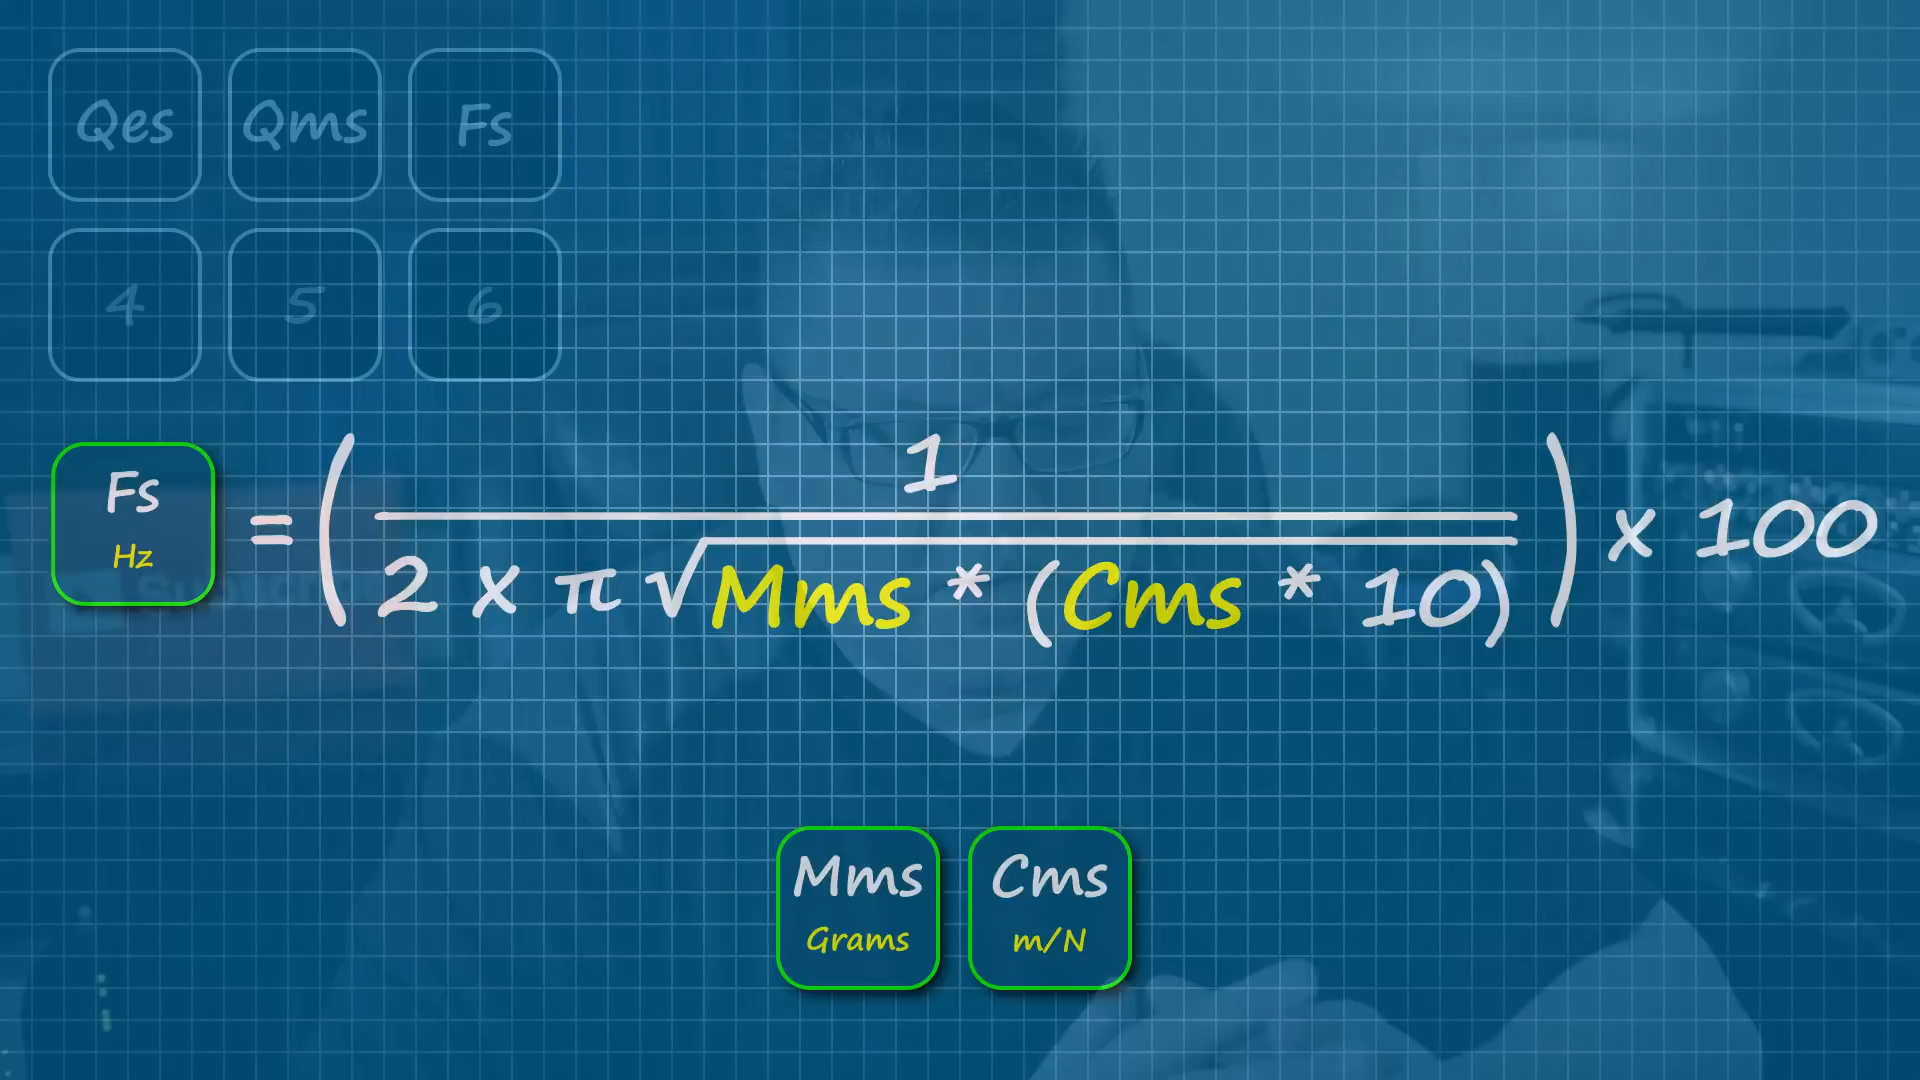 Qes Qms Fs
4 5 6
Fs
Hz
= ( 1
2 x π √ Mms * (Cms * 10) ) x 100
Mms Cms
Grams m/N